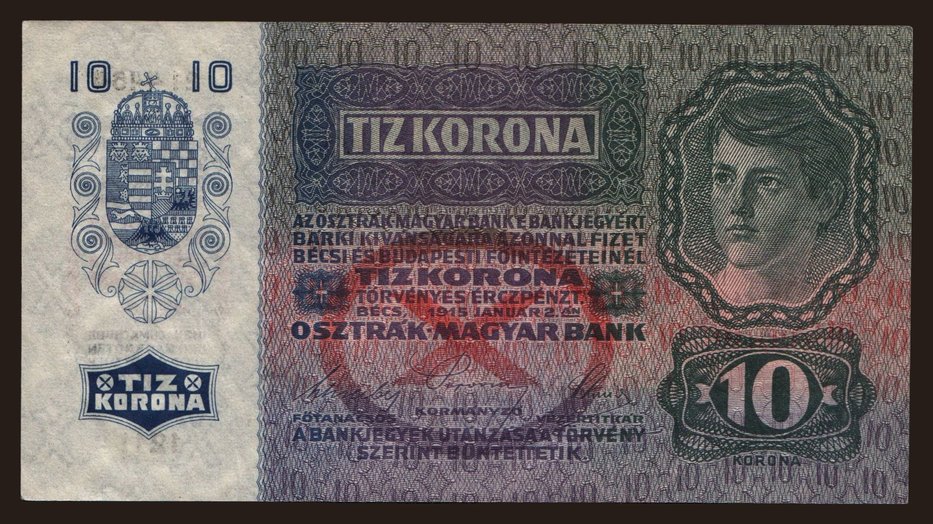 10 10
TIZ
KORONA
TIZ KORONA
AZ OSZTRÁK-MAGYAR BANK E BANKJEGYÉRT
BÁRKI KIVÁNSÁGÁRA AZONNAL FIZET
BÉCSI ÉS BUDAPESTI FŐINTÉZETEINÉL
TIZ KORONA
TÖRVÉNYES ÉRCZPÉNZT.
BÉCS, 1915 JANUÁR 2.-ÁN
OSZTRÁK-MAGYAR BANK
FŐTANÁCSOS KORMÁNYZÓ VEZÉRTITKÁR
A BANKJEGYEK UTÁNZÁSA A TÖRVÉNY
SZERINT BÜNTETTETIK.
10
KORONA